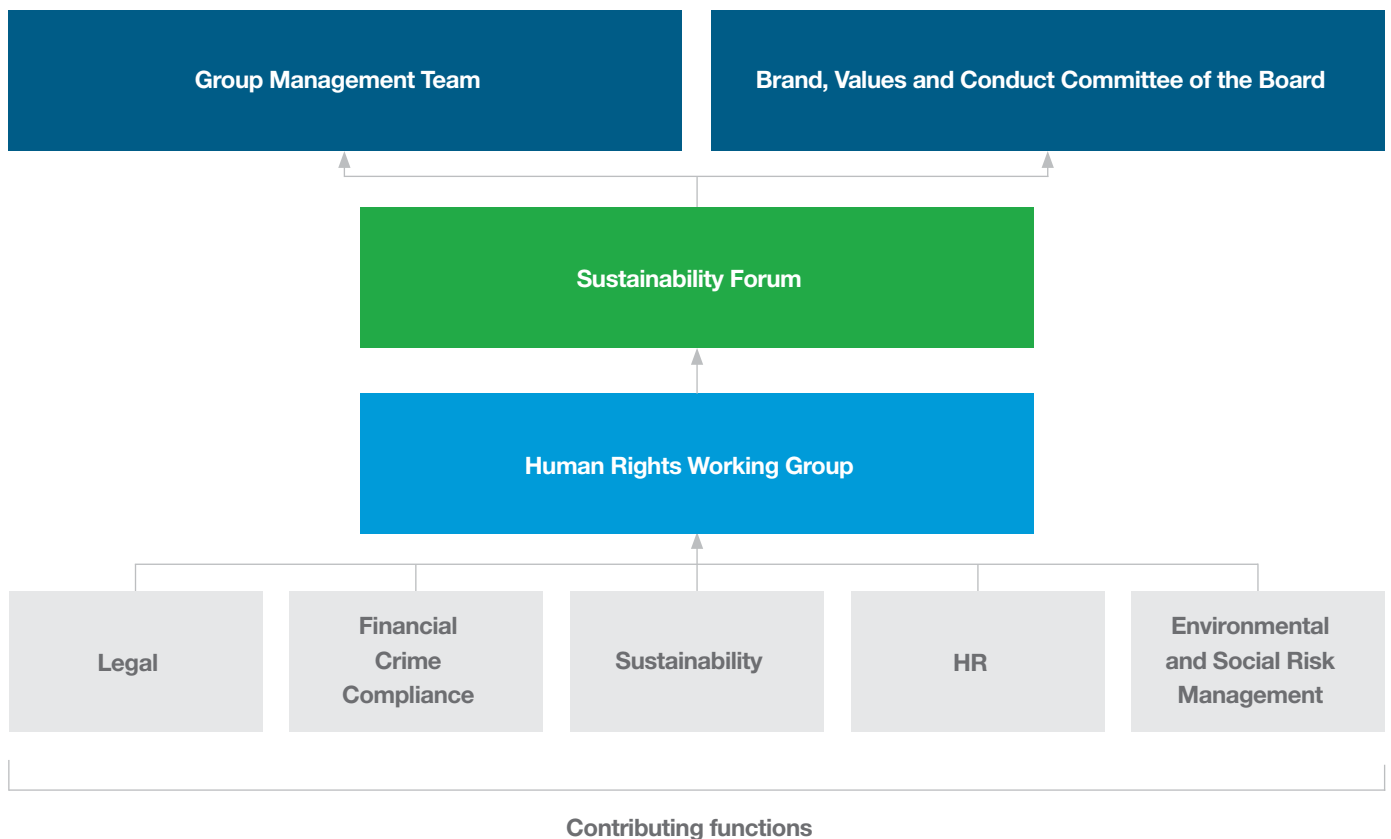 Group Management Team
Brand, Values and Conduct Committee of the Board
Sustainability Forum
Human Rights Working Group
Legal
Financial
Crime
Compliance
Sustainability
HR
Environmental
and Social Risk
Management
Contributing functions